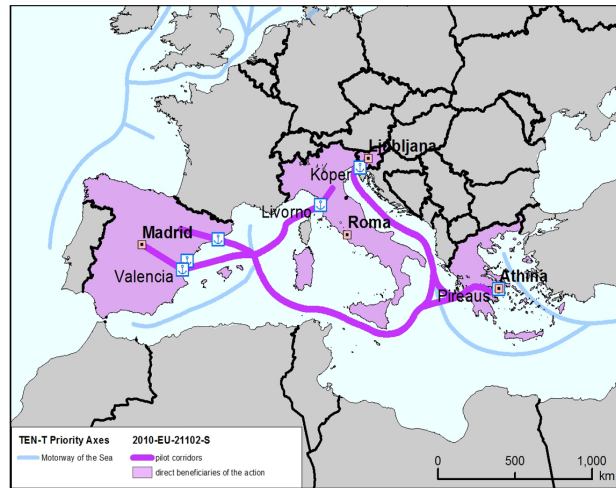 Ljubljana
Koper
Livorno
Roma
Madrid
Valencia
Athina
Pireaus
TEN-T Priority Axes
Motorway of the Sea
2010-EU-21102-S
pilot corridors
direct beneficiaries of the action
0 500 1,000
km